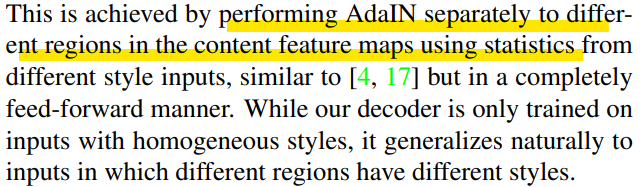 This is achieved by performing AdaIN separately to differ-
ent regions in the content feature maps using statistics from
different style inputs, similar to [4, 17] but in a completely
feed-forward manner. While our decoder is only trained on
inputs with homogeneous styles, it generalizes naturally to
inputs in which different regions have different styles.